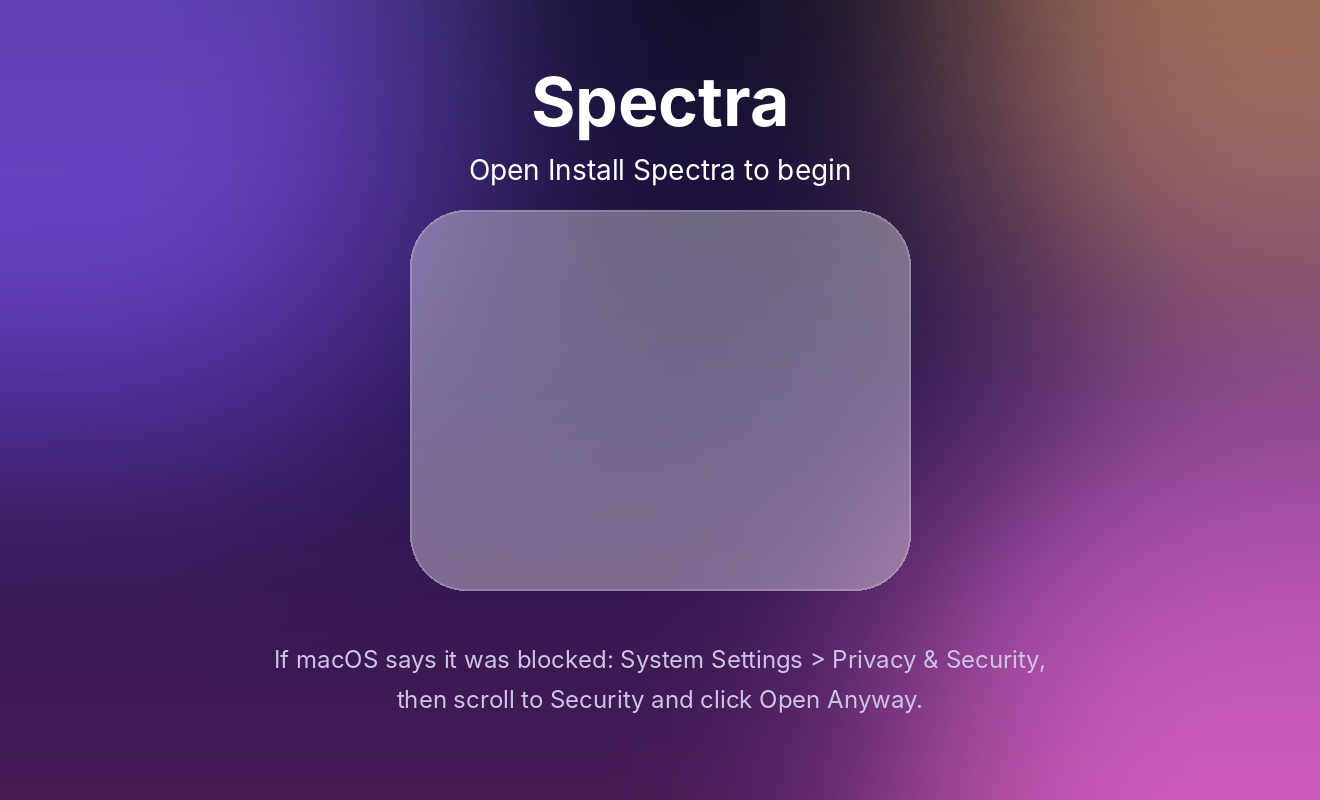 Spectra
Open Install Spectra to begin
If macOS says it was blocked: System Settings > Privacy & Security,
then scroll to Security and click Open Anyway.